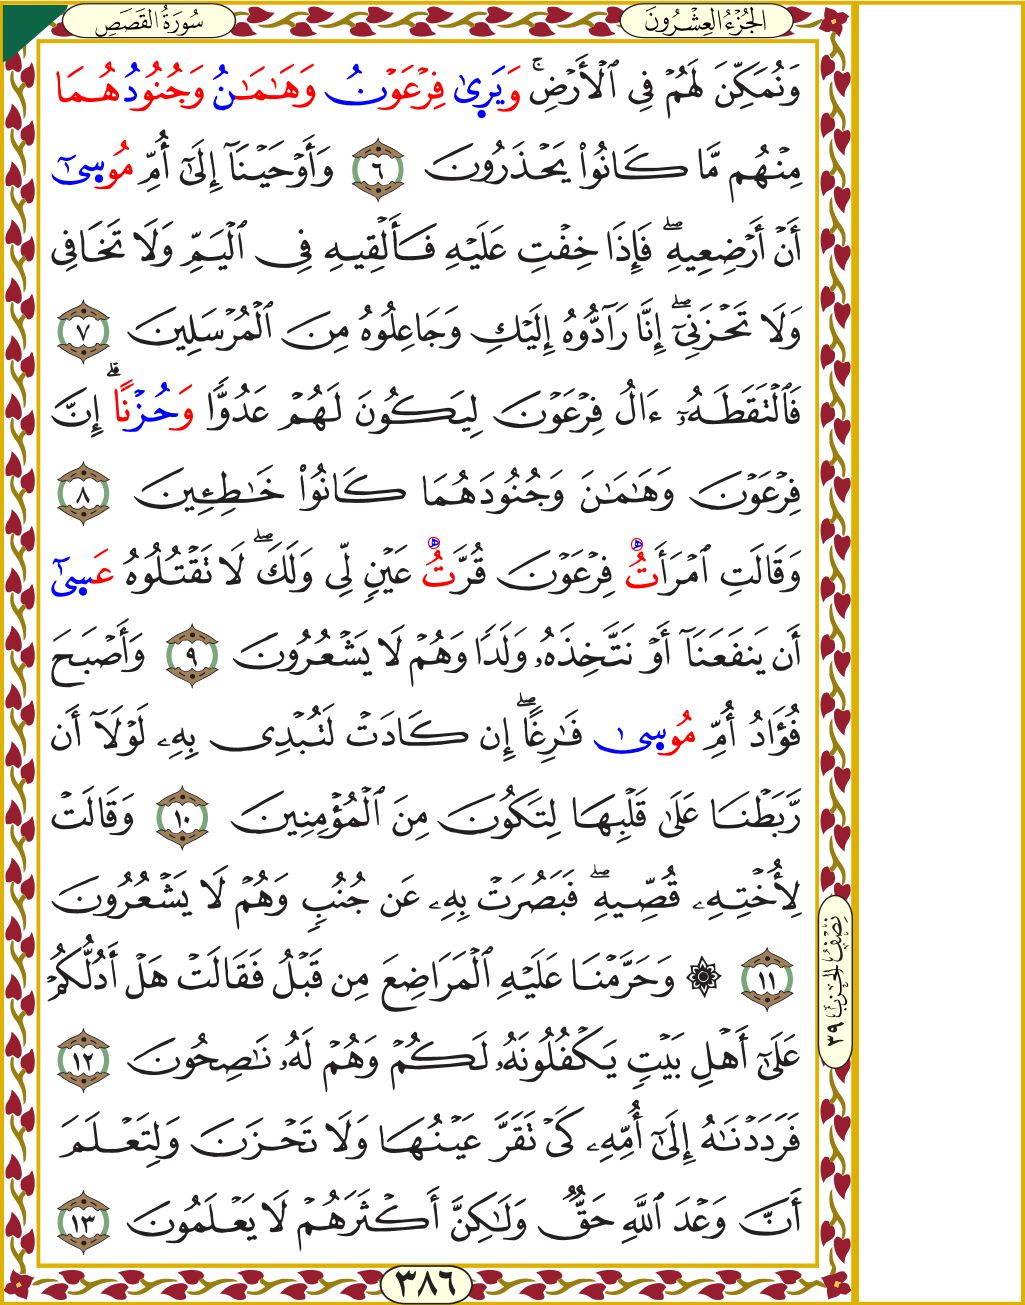 الجُزْءُ العِشْرُونَ
سُورَةُ القَصَصِ
وَنُمَكِّنَ لَهُمْ فِي ٱلْأَرْضِۚ وَيَرِىٰ فِرْعَوْنُ وَهَٰمَٰنُ وَجُنُودُهُمَا
مِنْهُم مَّا كَانُوا۟ يَحْذَرُونَ ٦ وَأَوْحَيْنَآ إِلَىٰٓ أُمِّ مُوسِىٰٓ
أَنْ أَرْضِعِيهِۖ فَإِذَا خِفْتِ عَلَيْهِ فَأَلْقِيهِ فِى ٱلْيَمِّ وَلَا تَخَافِى
وَلَا تَحْزَنِىٓۖ إِنَّا رَآدُّوهُ إِلَيْكِ وَجَاعِلُوهُ مِنَ ٱلْمُرْسَلِينَ ٧
فَٱلْتَقَطَهُۥٓ ءَالُ فِرْعَوْنَ لِيَكُونَ لَهُمْ عَدُوًّا وَحُزْنًاۗ إِنَّ
فِرْعَوْنَ وَهَٰمَٰنَ وَجُنُودَهُمَا كَانُوا۟ خَٰطِـِٔينَ ٨
وَقَالَتِ ٱمْرَأَتُ فِرْعَوْنَ قُرَّتُ عَيْنٍ لِّى وَلَكَۖ لَا تَقْتُلُوهُ عَسِىٰٓ
أَن يَنفَعَنَآ أَوْ نَتَّخِذَهُۥ وَلَدًا وَهُمْ لَا يَشْعُرُونَ ٩ وَأَصْبَحَ
فُؤَادُ أُمِّ مُوسِىٰ فَٰرِغًاۖ إِن كَادَتْ لَتُبْدِى بِهِۦ لَوْلَآ أَن
رَّبَطْنَا عَلَىٰ قَلْبِهَا لِتَكُونَ مِنَ ٱلْمُؤْمِنِينَ ١٠ وَقَالَتْ
لِأُخْتِهِۦ قُصِّيهِۖ فَبَصُرَتْ بِهِۦ عَن جُنُبٍ وَهُمْ لَا يَشْعُرُونَ
١١ ۞ وَحَرَّمْنَا عَلَيْهِ ٱلْمَرَاضِعَ مِن قَبْلُ فَقَالَتْ هَلْ أَدُلُّكُمْ
عَلَىٰٓ أَهْلِ بَيْتٍ يَكْفُلُونَهُۥ لَكُمْ وَهُمْ لَهُۥ نَٰصِحُونَ ١٢
فَرَدَدْنَٰهُ إِلَىٰٓ أُمِّهِۦ كَىْ تَقَرَّ عَيْنُهَا وَلَا تَحْزَنَ وَلِتَعْلَمَ
أَنَّ وَعْدَ ٱللَّهِ حَقٌّ وَلَٰكِنَّ أَكْثَرَهُمْ لَا يَعْلَمُونَ ١٣
نِصْفُ الحِزْبِ ٣٩
٣٨٦